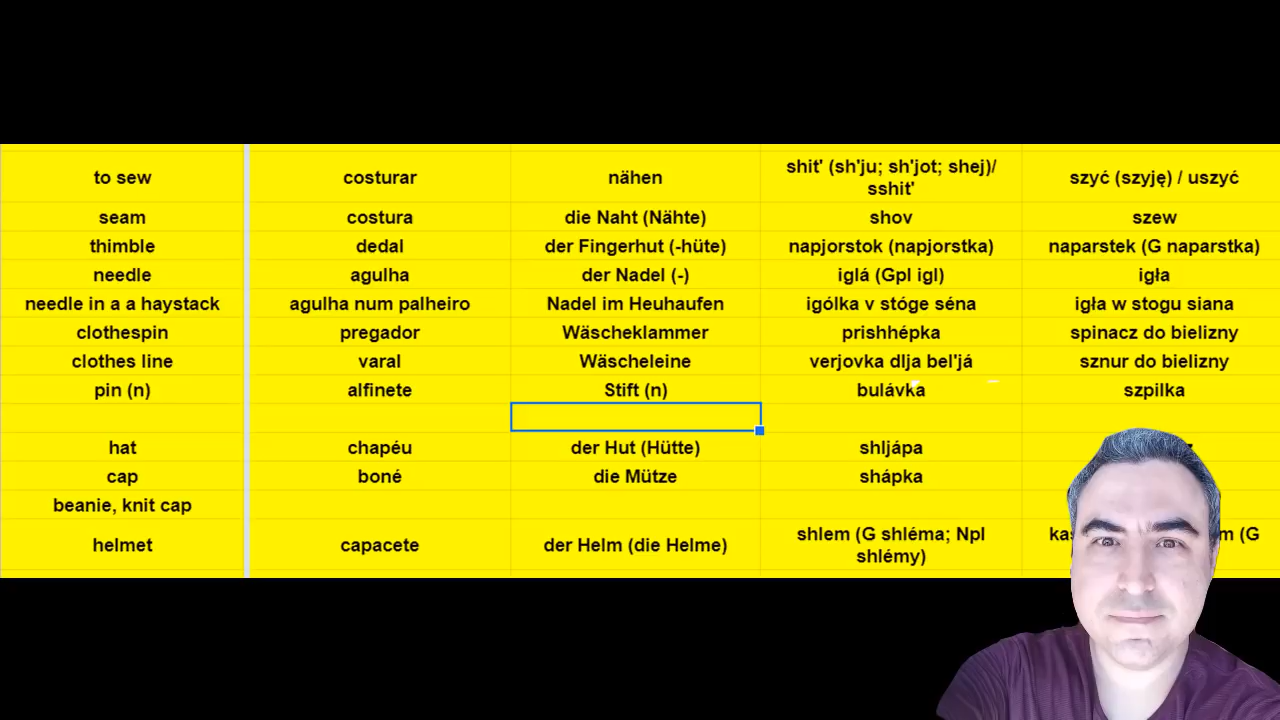 to sew costurar nähen shit' (sh'ju; sh'jot; shej)/ sshit' szyć (szyję) / uszyć
seam costura die Naht (Nähte) shov szew
thimble dedal der Fingerhut (-hüte) napjorstok (napjorstka) naparstek (G naparstka)
needle agulha der Nadel (-) iglá (Gpl igl) igła
needle in a a haystack agulha num palheiro Nadel im Heuhaufen igólka v stóge séna igła w stogu siana
clothespin pregador Wäscheklammer prishhépka spinacz do bielizny
clothes line varal Wäscheleine verjovka dlja bel'já sznur do bielizny
pin (n) alfinete Stift (n) bulávka szpilka
hat chapéu der Hut (Hütte) shljápa
cap boné die Mütze shápka
beanie, knit cap
helmet capacete der Helm (die Helme) shlem (G shléma; Npl shlémy) (G